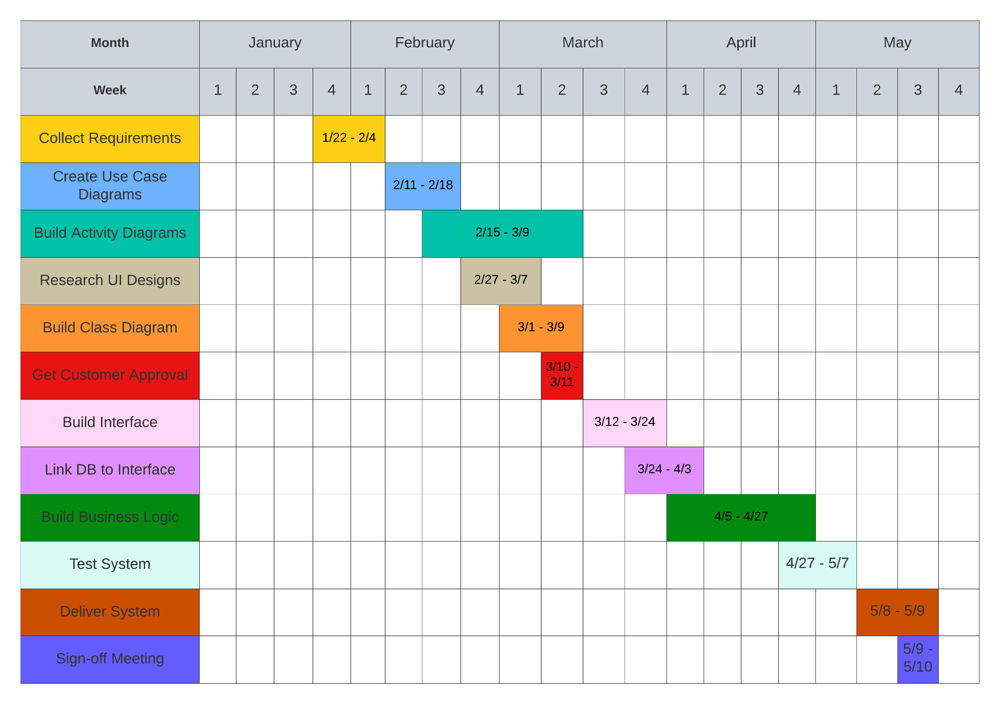 Month January February March April May
Week 1 2 3 4 1 2 3 4 1 2 3 4 1 2 3 4 1 2 3 4
Collect Requirements 1/22 - 2/4
Create Use Case
Diagrams
2/11 - 2/18
Build Activity Diagrams 2/15 - 3/9
Research UI Designs 2/27 - 3/7
Build Class Diagram 3/1 - 3/9
Get Customer Approval
3/10 -
3/11
Build Interface 3/12 - 3/24
Link DB to Interface 3/24 - 4/3
Build Business Logic 4/5 - 4/27
Test System 4/27 - 5/7
Deliver System 5/8 - 5/9
Sign-off Meeting
5/9 -
5/10